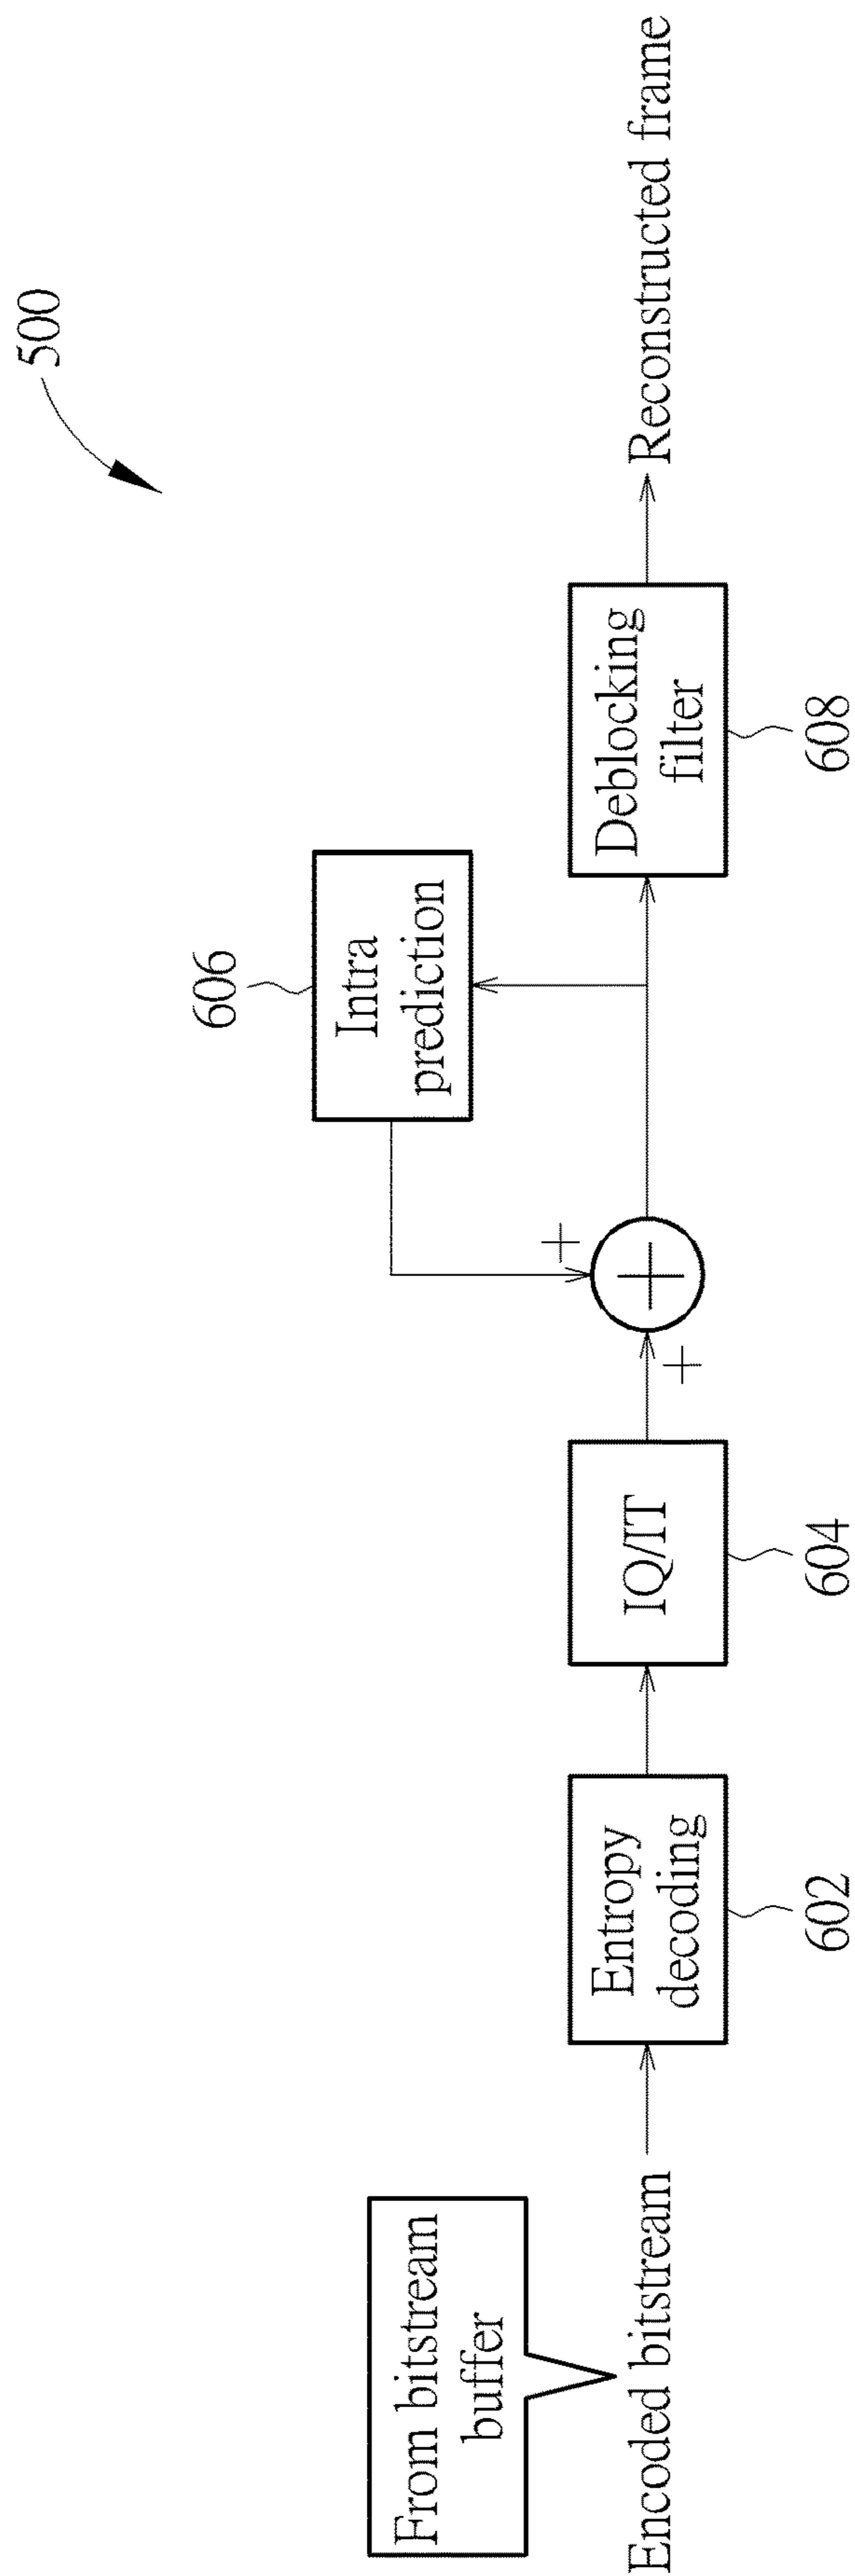 500
606
Intra
prediction
From bitstream
buffer
Encoded bitstream
Entropy
decoding
602
IQ/IT
604
+
+
+
Deblocking
filter
608
Reconstructed frame